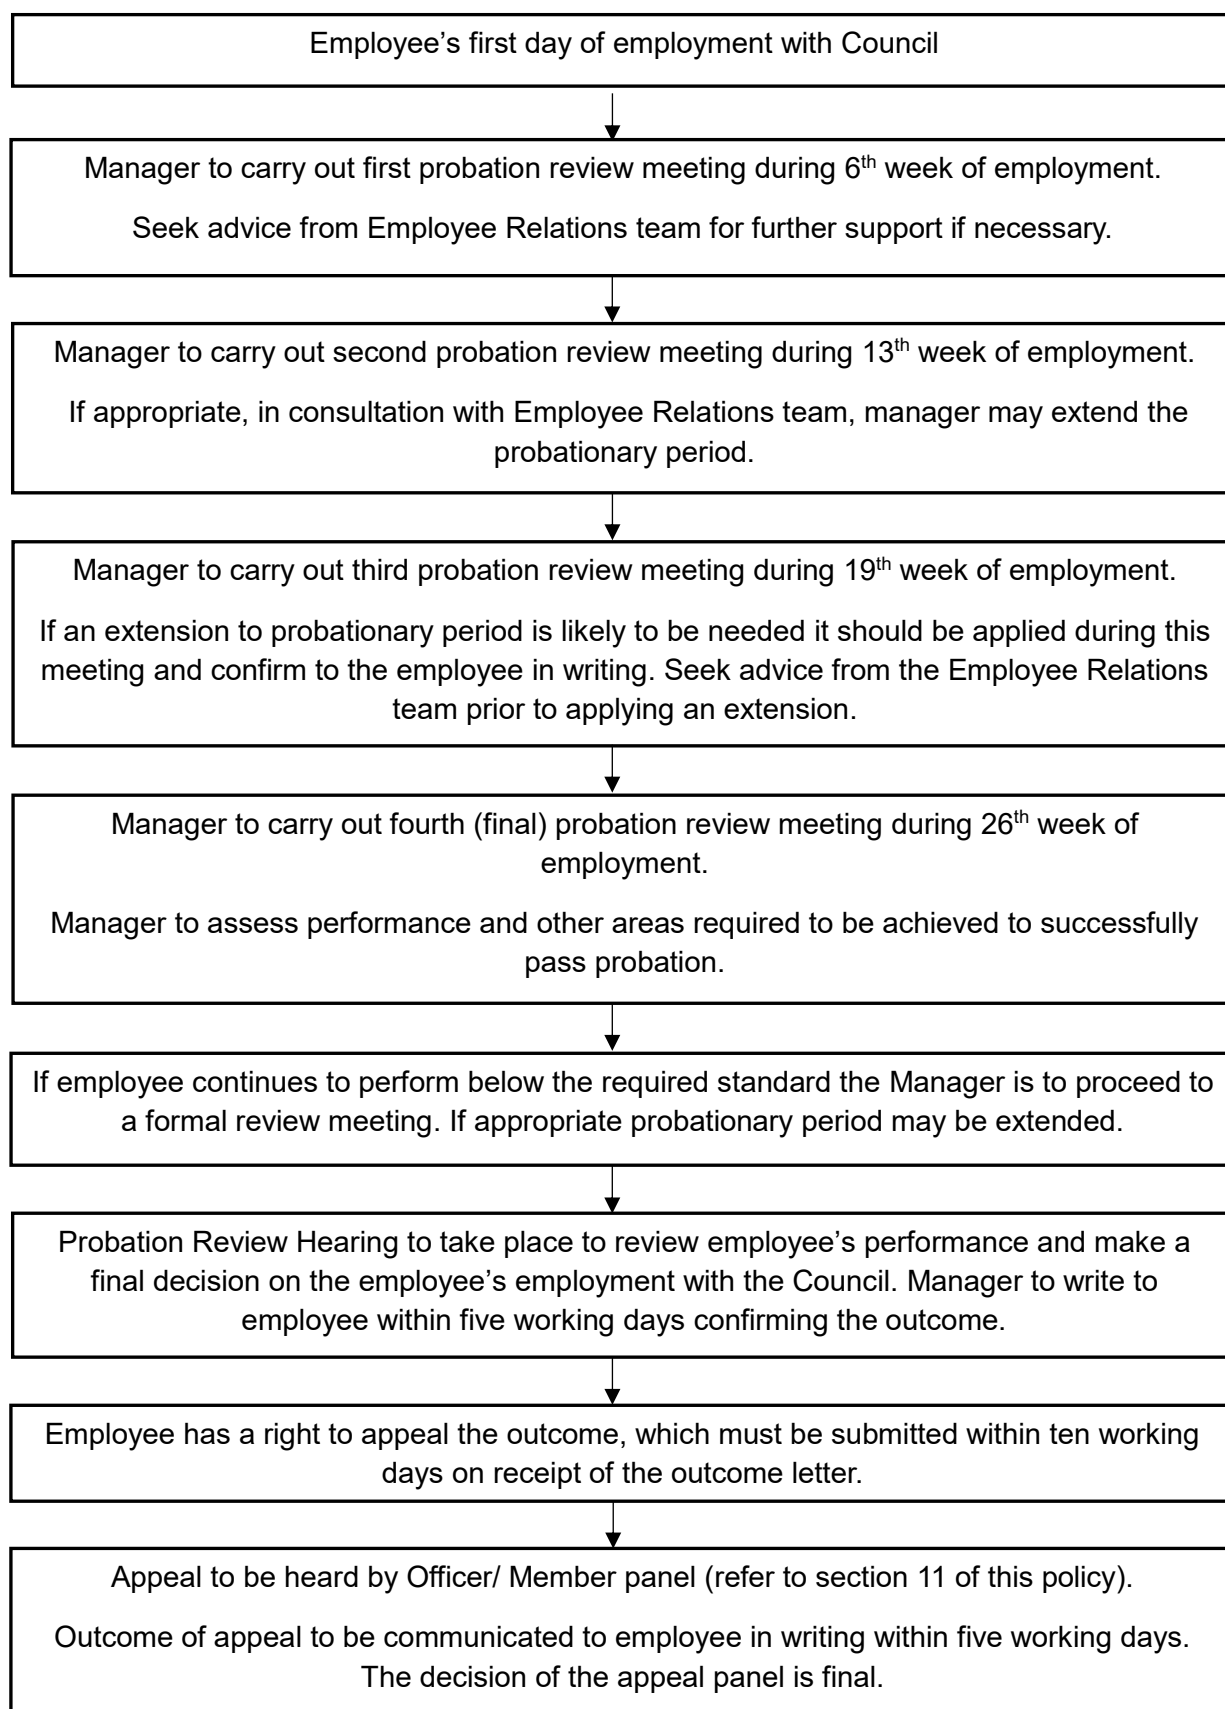 Employee’s first day of employment with Council
Manager to carry out first probation review meeting during 6th week of employment.
Seek advice from Employee Relations team for further support if necessary.
Manager to carry out second probation review meeting during 13th week of employment.
If appropriate, in consultation with Employee Relations team, manager may extend the
probationary period.
Manager to carry out third probation review meeting during 19th week of employment.
If an extension to probationary period is likely to be needed it should be applied during this
meeting and confirm to the employee in writing. Seek advice from the Employee Relations
team prior to applying an extension.
Manager to carry out fourth (final) probation review meeting during 26th week of
employment.
Manager to assess performance and other areas required to be achieved to successfully
pass probation.
If employee continues to perform below the required standard the Manager is to proceed to
a formal review meeting. If appropriate probationary period may be extended.
Probation Review Hearing to take place to review employee’s performance and make a
final decision on the employee’s employment with the Council. Manager to write to
employee within five working days confirming the outcome.
Employee has a right to appeal the outcome, which must be submitted within ten working
days on receipt of the outcome letter.
Appeal to be heard by Officer/ Member panel (refer to section 11 of this policy).
Outcome of appeal to be communicated to employee in writing within five working days.
The decision of the appeal panel is final.